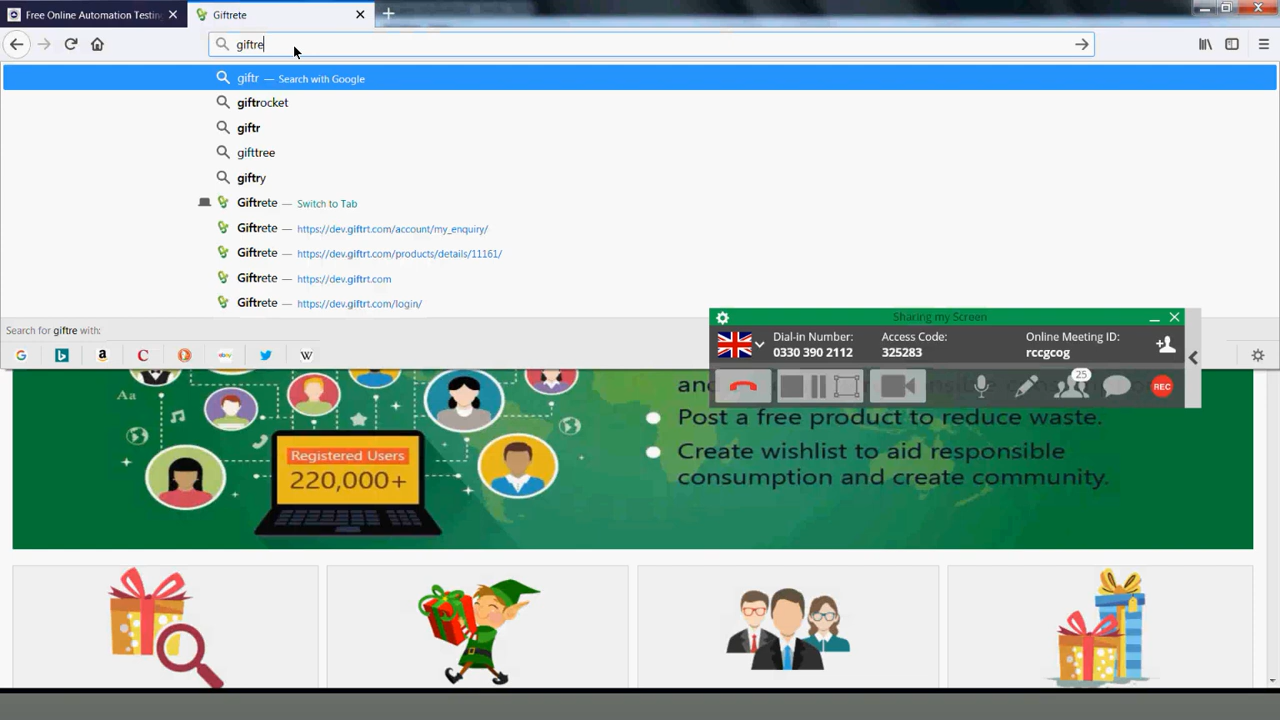 Free Online Automation Testin
Giftrete
giftre
giftr — Search with Google
giftrocket
giftr
gifttree
giftry
Giftrete — Switch to Tab
Giftrete — https://dev.giftrt.com/account/my_enquiry/
Giftrete — https://dev.giftrt.com/products/details/11161/
Giftrete — https://dev.giftrt.com
Giftrete — https://dev.giftrt.com/login/
Search for giftre with:
Sharing my Screen
Dial-in Number:
0330 390 2112
Access Code:
325283
Online Meeting ID:
rccgcog
25
REC
Aa
Registered Users
220,000+
Post a free product to reduce waste.
Create wishlist to aid responsible
consumption and create community.